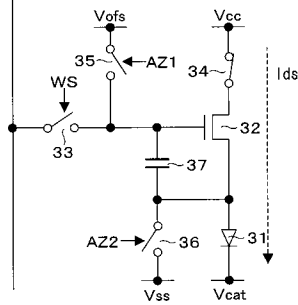 Vofs Vcc
35 AZ1 34 Ids
WS
33 32
37
AZ2 36 31
Vss Vcat